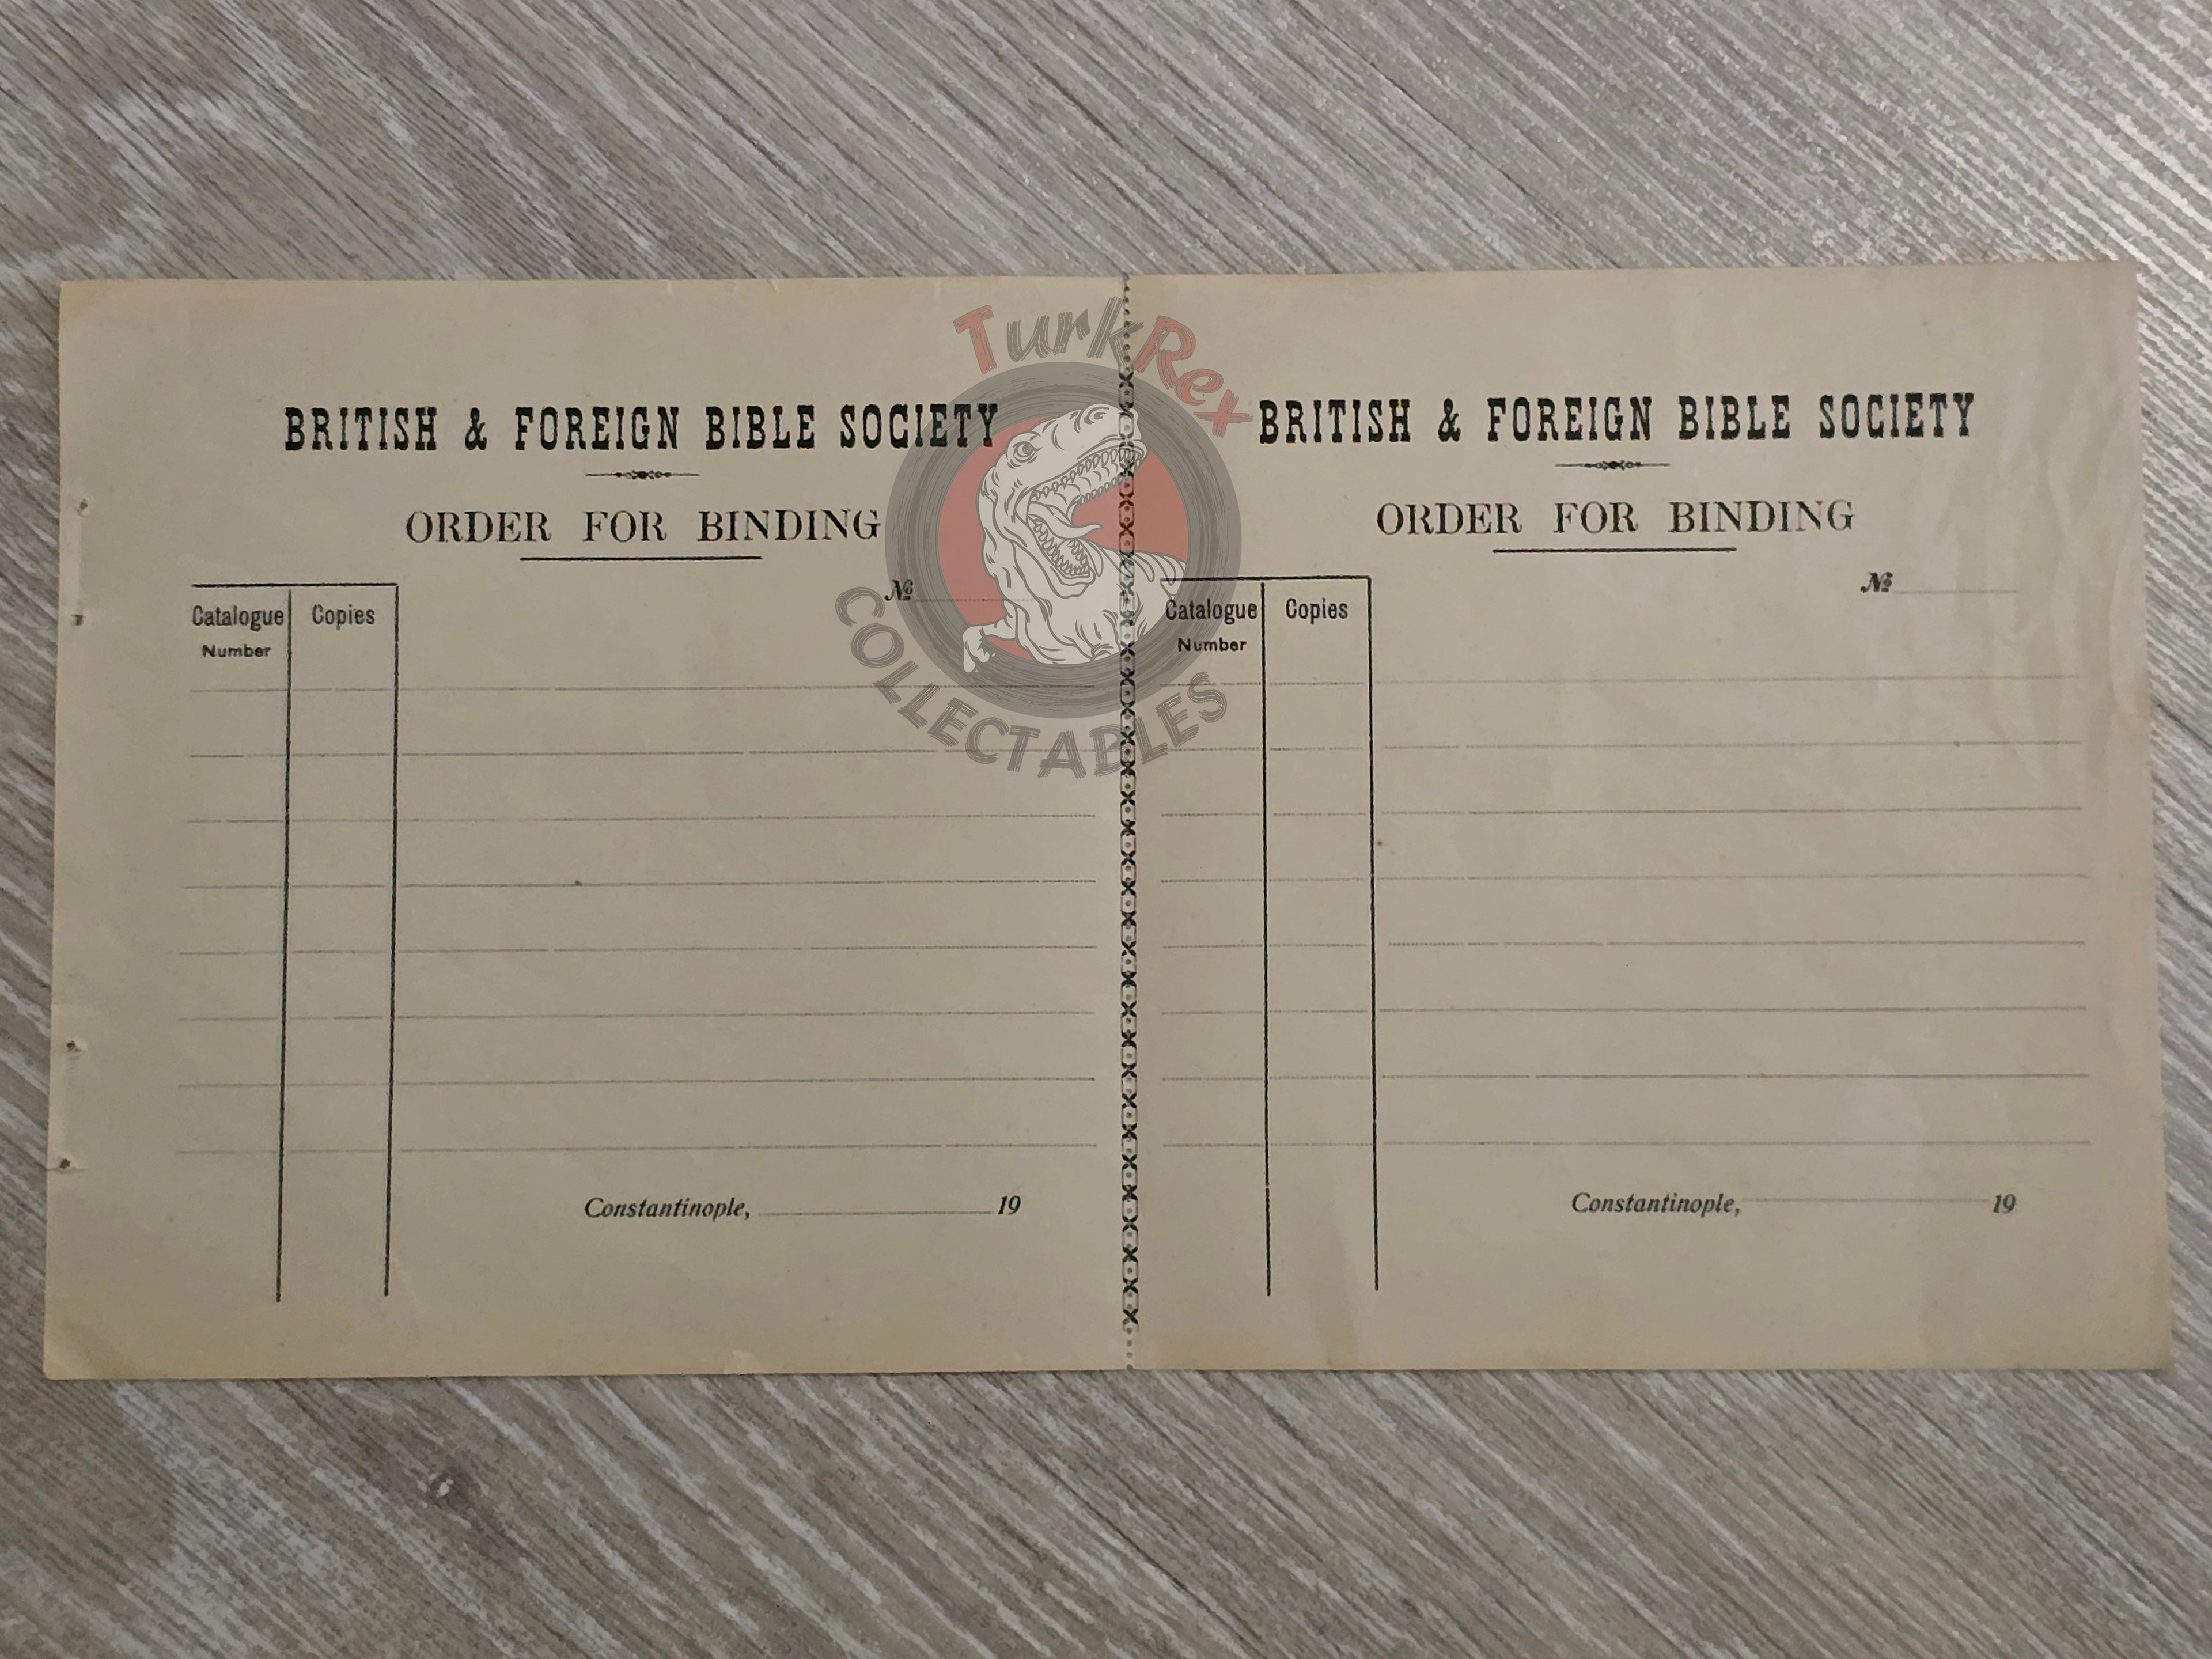 TurkRex
COLLECTABLES
BRITISH & FOREIGN BIBLE SOCIETY
ORDER FOR BINDING
№
Catalogue Number
Copies
Constantinople, 19
BRITISH & FOREIGN BIBLE SOCIETY
ORDER FOR BINDING
№
Catalogue Number
Copies
Constantinople, 19